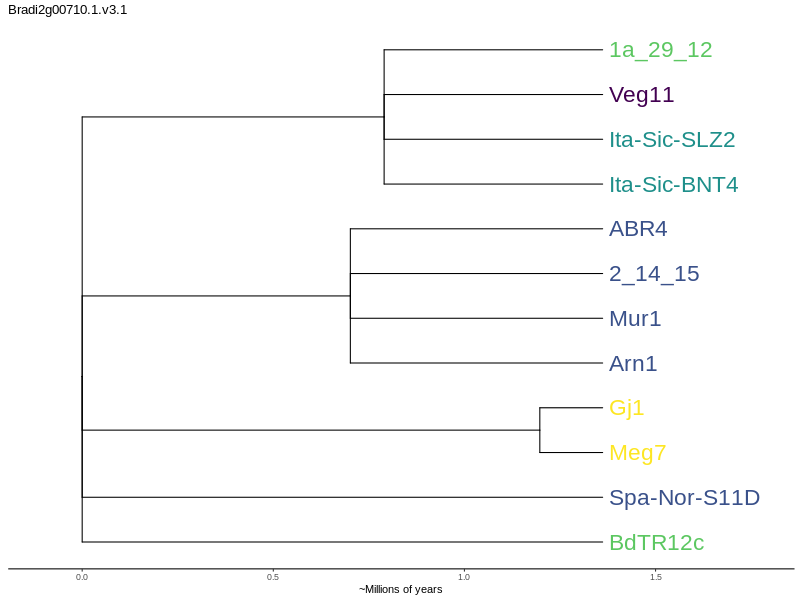 Bradi2g00710.1.v3.1
1a_29_12
Veg11
Ita-Sic-SLZ2
Ita-Sic-BNT4
ABR4
2_14_15
Mur1
Arn1
Gj1
Meg7
Spa-Nor-S11D
BdTR12c
0.0 0.5 1.0 1.5
~Millions of years